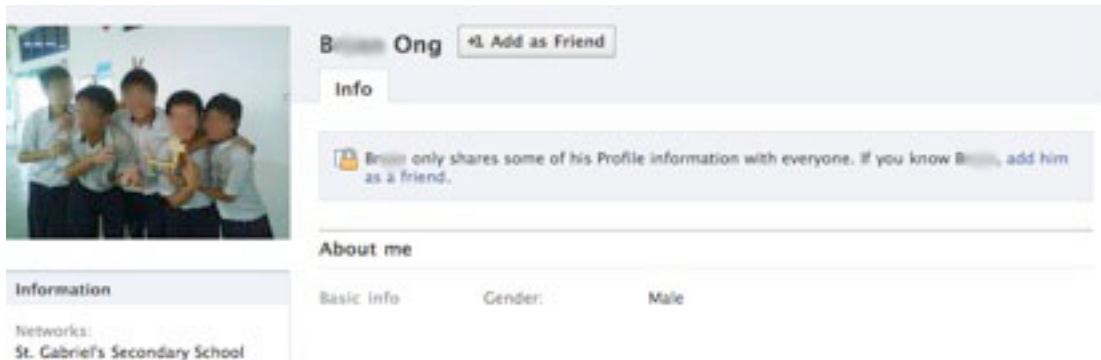 Ong
+1 Add as Friend
Info
only shares some of his Profile information with everyone. If you know
add him
as a friend.
About me
Information
Basic Info Gender: Male
Networks:
St. Gabriel's Secondary School